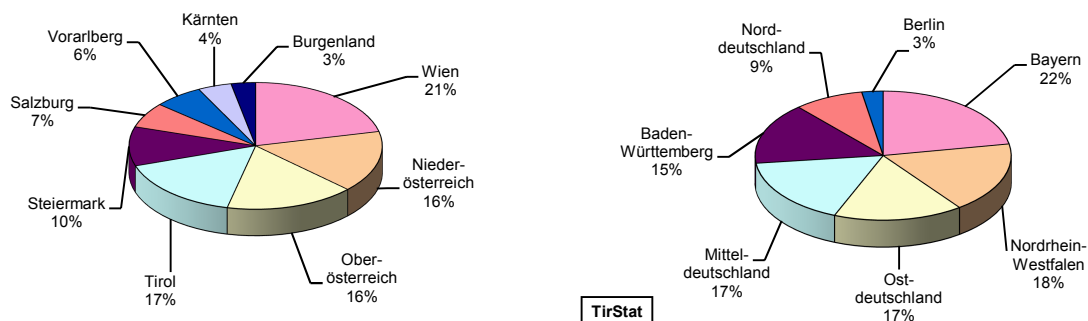 Kärnten
4%
Burgenland
3%
Vorarlberg
6%
Wien
21%
Salzburg
7%
Nieder-
österreich
16%
Steiermark
10%
Ober-
österreich
16%
Tirol
17%
Nord-
deutschland
9%
Berlin
3%
Bayern
22%
Baden-
Württemberg
15%
Nordrhein-
Westfalen
18%
Mittel-
deutschland
17%
Ost-
deutschland
17%
TirStat